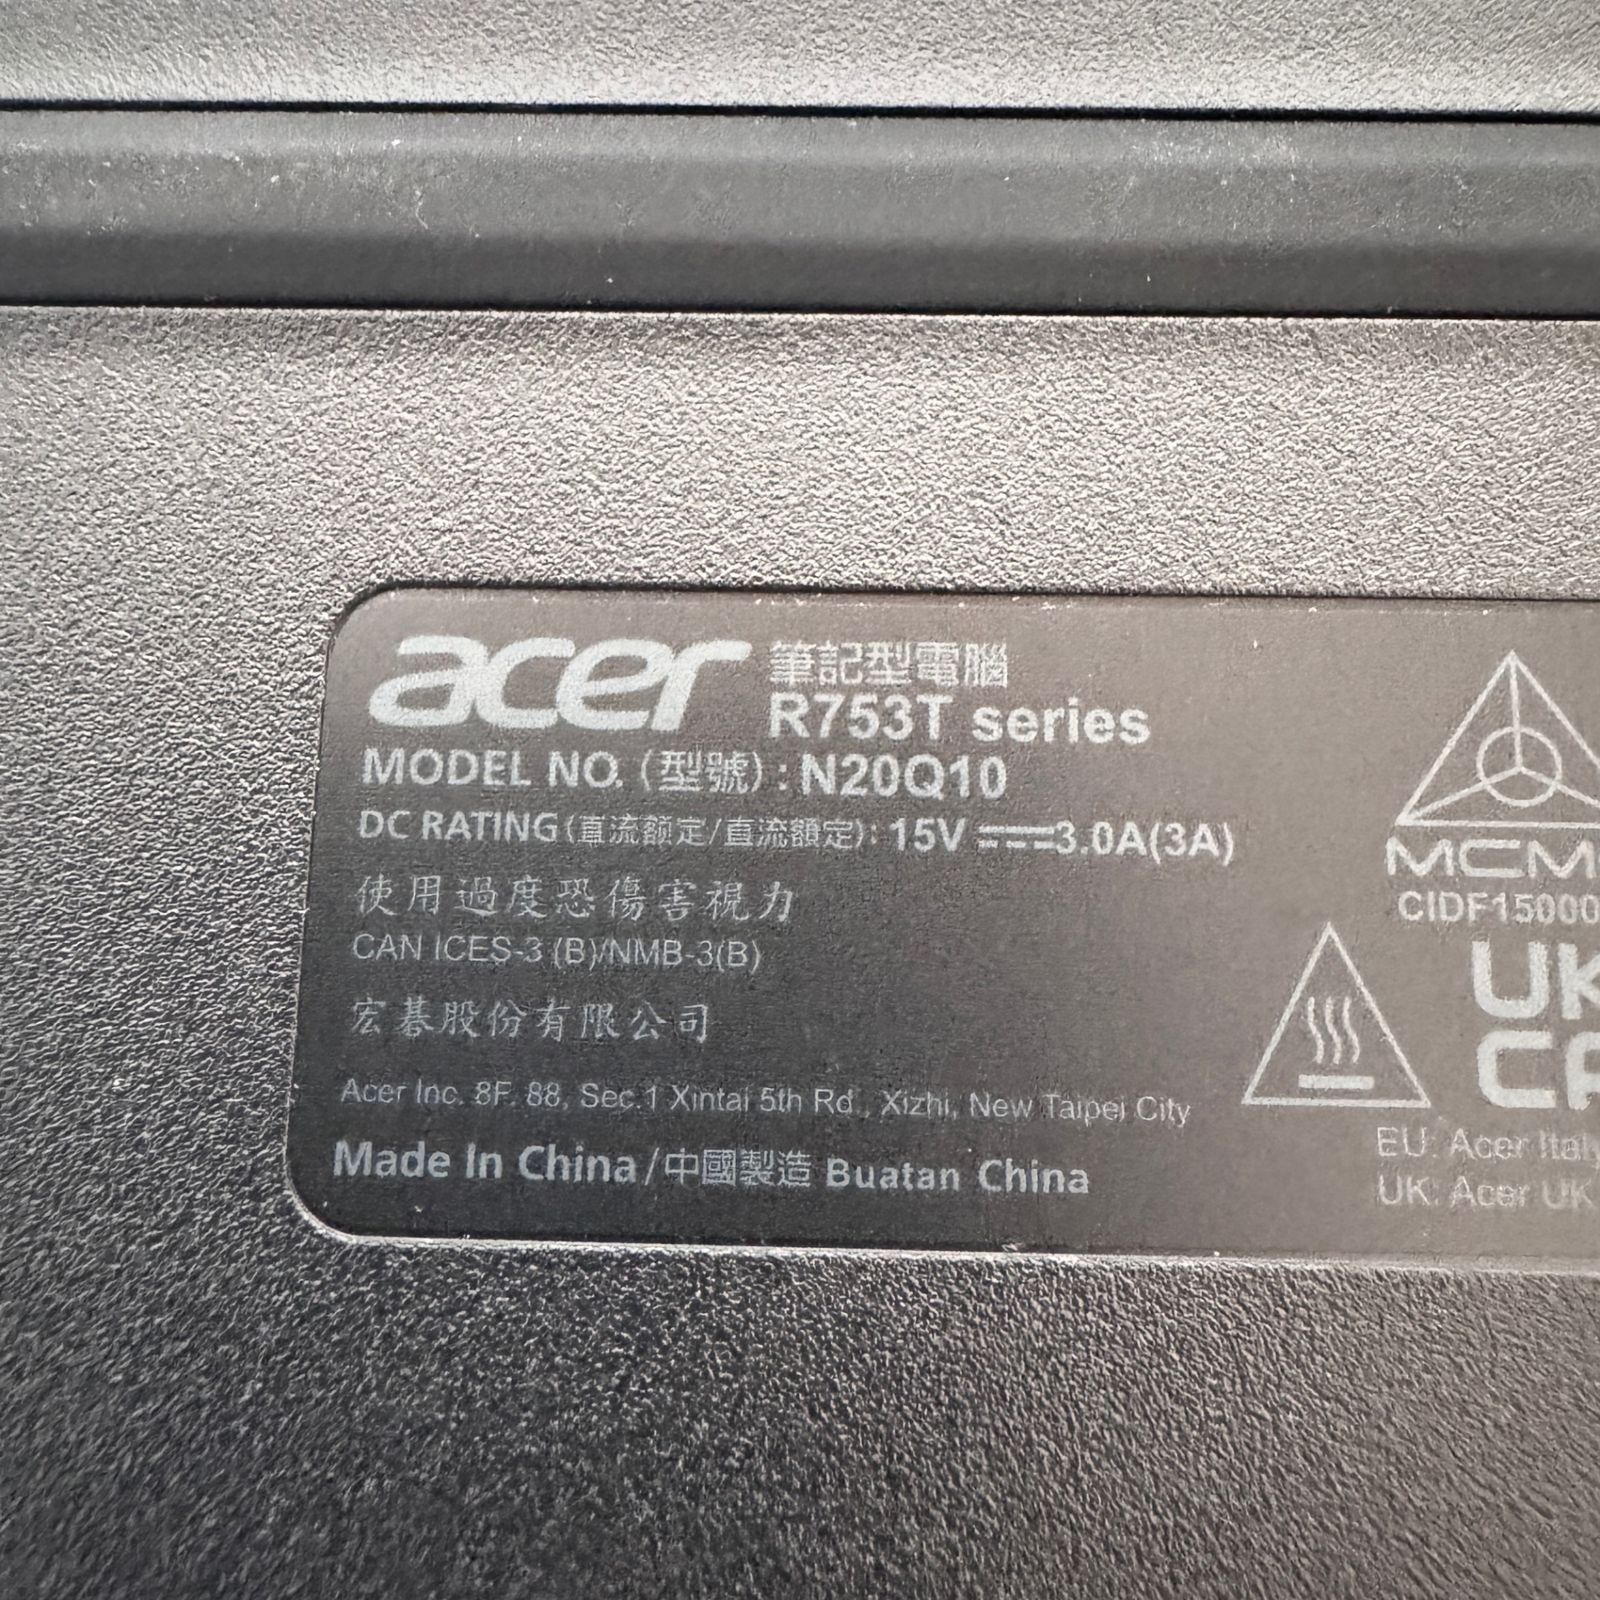 acer 筆記型電腦
R753T series
MODEL NO. (型號) : N20Q10
DC RATING (直流额定/直流額定): 15V ⎓ 3.0A(3A)
使用過度恐傷害視力
CAN ICES-3 (B)/NMB-3(B)
宏碁股份有限公司
Acer Inc. 8F. 88, Sec.1 Xintai 5th Rd., Xizhi, New Taipei City
Made In China/中國製造 Buatan China
MCM
CIDF15000
UK
CA
EU: Acer Italy
UK: Acer UK